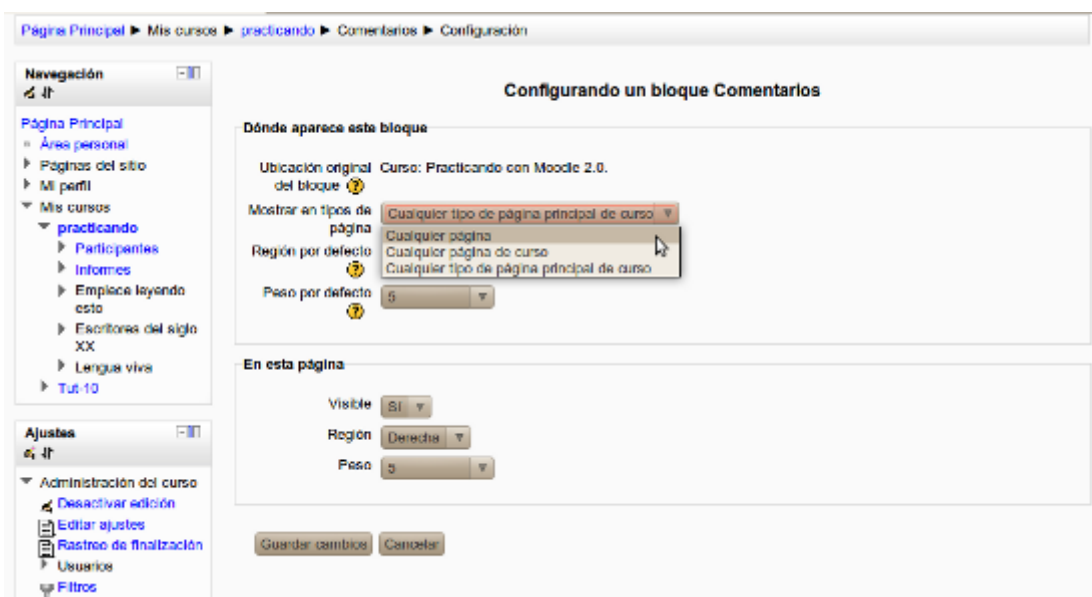 Página Principal ► Mis cursos ► practicando ► Comentarios ► Configuración
Navegación
Página Principal
Área personal
Páginas del sitio
Mi perfil
Mis cursos
practicando
Participantes
Informes
Empiece leyendo
esto
Escritores del siglo
XX
Lengua viva
Tut-10
Ajustes
Administración del curso
Desactivar edición
Editar ajustes
Rastreo de finalización
Usuarios
Filtros
Configurando un bloque Comentarios
Dónde aparece este bloque
Ubicación original Curso: Practicando con Moodle 2.0.
del bloque
Mostrar en tipos de Cualquier tipo de página principal de curso
página
Cualquier página
Región por defecto Cualquier página de curso
Cualquier tipo de página principal de curso
Peso por defecto 5
En esta página
Visible Sí
Región Derecha
Peso 5
Guardar cambios Cancelar